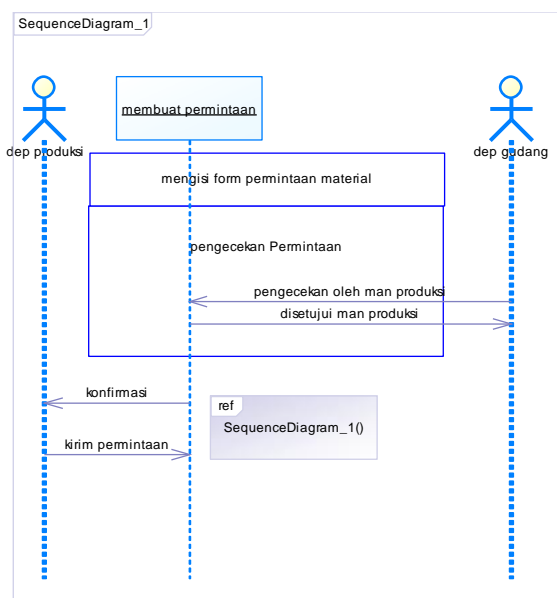 SequenceDiagram_1
membuat permintaan
dep produksi
dep gudang
mengisi form permintaan material
pengecekan Permintaan
pengecekan oleh man produksi
disetujui man produksi
konfirmasi
ref
SequenceDiagram_1()
kirim permintaan